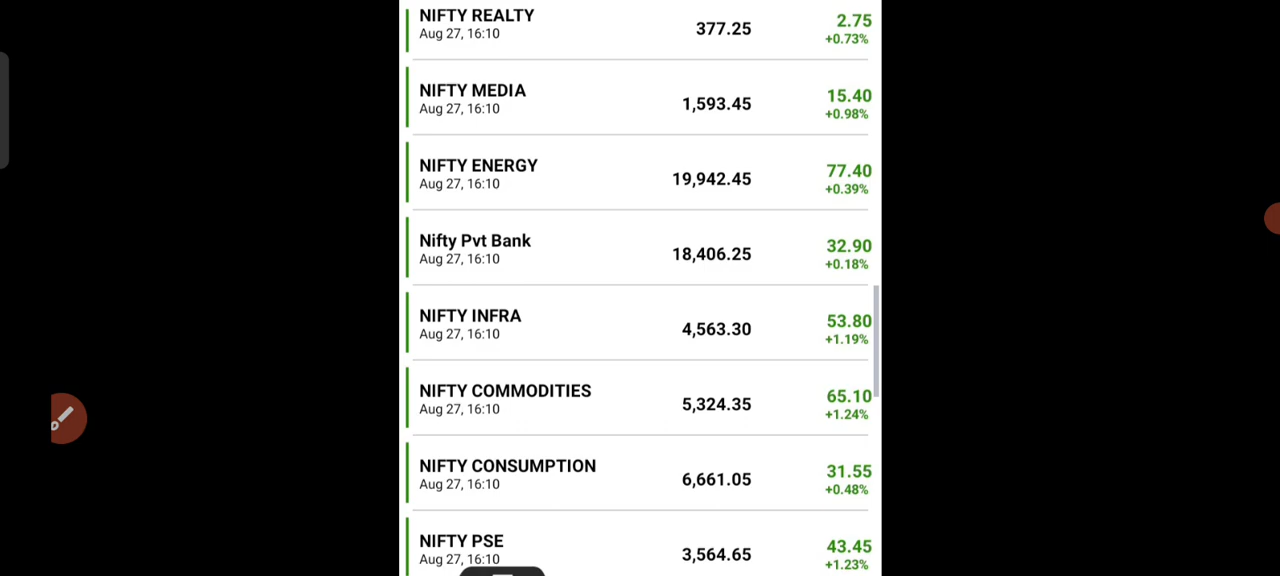 NIFTY REALTY
Aug 27, 16:10
377.25
2.75
+0.73%
NIFTY MEDIA
Aug 27, 16:10
1,593.45
15.40
+0.98%
NIFTY ENERGY
Aug 27, 16:10
19,942.45
77.40
+0.39%
Nifty Pvt Bank
Aug 27, 16:10
18,406.25
32.90
+0.18%
NIFTY INFRA
Aug 27, 16:10
4,563.30
53.80
+1.19%
NIFTY COMMODITIES
Aug 27, 16:10
5,324.35
65.10
+1.24%
NIFTY CONSUMPTION
Aug 27, 16:10
6,661.05
31.55
+0.48%
NIFTY PSE
Aug 27, 16:10
3,564.65
43.45
+1.23%